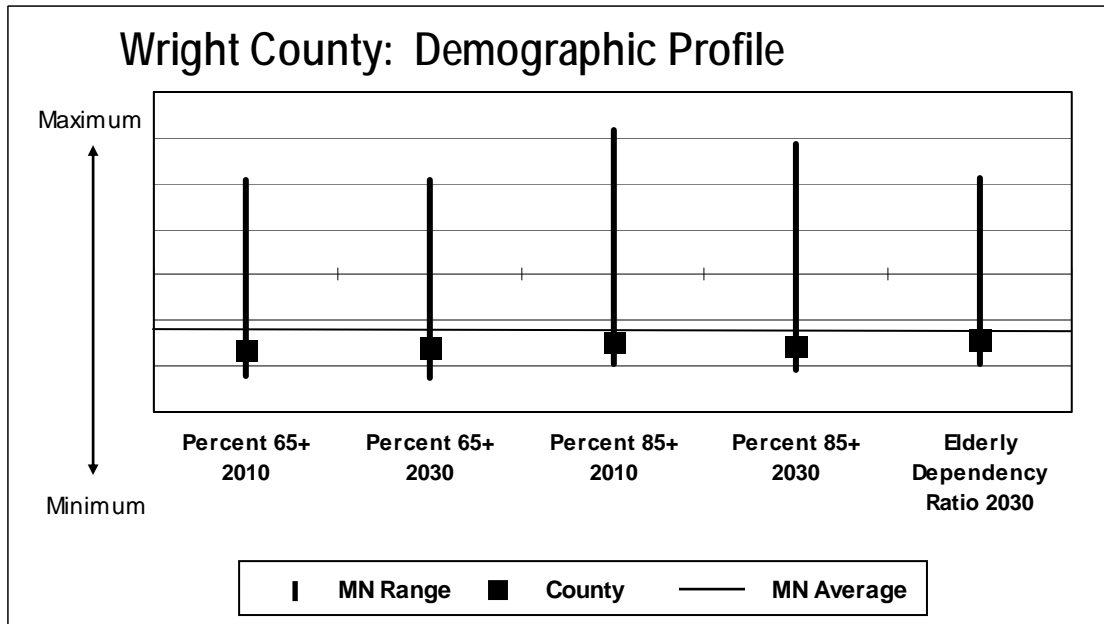 Wright County: Demographic Profile
Maximum
Minimum
Percent 65+
2010
Percent 65+
2030
Percent 85+
2010
Percent 85+
2030
Elderly
Dependency
Ratio 2030
MN Range
County
MN Average